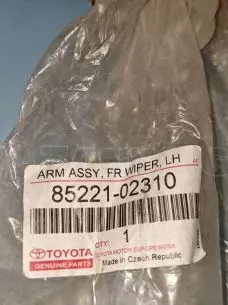 ARM ASSY, FR WIPER, LH
85221-02310
QTY:
1
TOYOTA
GENUINE PARTS
TOYOTA MOTOR EUROPE NV/SA
Made in Czech Republic